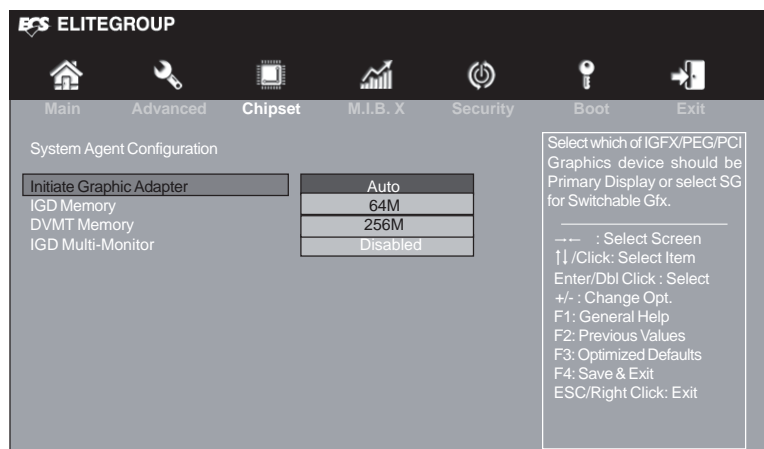 ECS ELITEGROUP
Main Advanced Chipset M.I.B. X Security Boot Exit
System Agent Configuration
Initiate Graphic Adapter Auto
IGD Memory 64M
DVMT Memory 256M
IGD Multi-Monitor Disabled
Select which of IGFX/PEG/PCI
Graphics device should be
Primary Display or select SG
for Switchable Gfx.
→← : Select Screen
↑↓/Click: Select Item
Enter/Dbl Click : Select
+/- : Change Opt.
F1: General Help
F2: Previous Values
F3: Optimized Defaults
F4: Save & Exit
ESC/Right Click: Exit